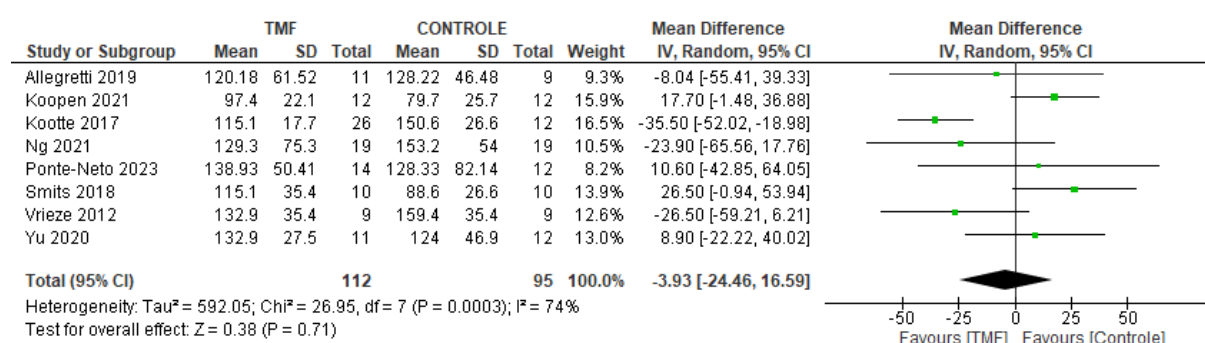 TMF CONTROLE Mean Difference Mean Difference
Study or Subgroup Mean SD Total Mean SD Total Weight IV, Random, 95% CI IV, Random, 95% CI
Allegretti 2019 120.18 61.52 11 128.22 46.48 9 9.3% -8.04 [-55.41, 39.33]
Koopen 2021 97.4 22.1 12 79.7 25.7 12 15.9% 17.70 [-1.48, 36.88]
Kootte 2017 115.1 17.7 26 150.6 26.6 12 16.5% -35.50 [-52.02, -18.98]
Ng 2021 129.3 75.3 19 153.2 54 19 10.5% -23.90 [-65.56, 17.76]
Ponte-Neto 2023 138.93 50.41 14 128.33 82.14 12 8.2% 10.60 [-42.85, 64.05]
Smits 2018 115.1 35.4 10 88.6 26.6 10 13.9% 26.50 [-0.94, 53.94]
Vrieze 2012 132.9 35.4 9 159.4 35.4 9 12.6% -26.50 [-59.21, 6.21]
Yu 2020 132.9 27.5 11 124 46.9 12 13.0% 8.90 [-22.22, 40.02]
Total (95% CI) 112 95 100.0% -3.93 [-24.46, 16.59]
Heterogeneity: Tau² = 592.05; Chi² = 26.95, df = 7 (P = 0.0003); I² = 74%
Test for overall effect: Z = 0.38 (P = 0.71)
-50 -25 0 25 50
Favours [TMF] Favours [Controle]